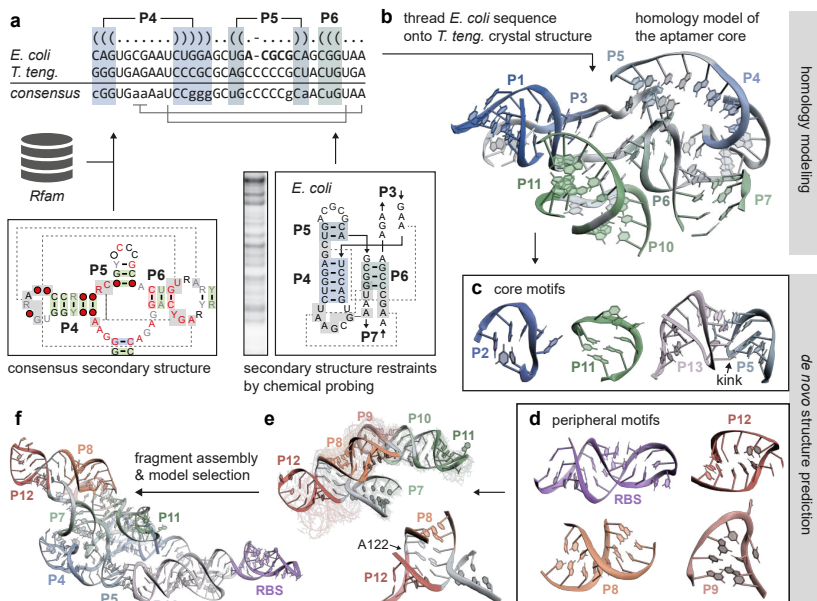 a
P4
P5
P6
(((.......)))))...((..-...))..((((...
E. coli CAGUGCGAAUCUGGAGCUGA-CGCGCAGCGGUAA
T. teng. GGGUGAGAAUCCCGCGCAGCCCCCGCUACUGUGA
consensus cGGUGaAaAuCCgggGCUGCCCCCgCaACUGUAA
Rfam
P5
P6
P4
consensus secondary structure
E. coli
P3
P5
P4
P6
P7
secondary structure restraints
by chemical probing
b
thread E. coli sequence
onto T. teng. crystal structure
homology model of
the aptamer core
P5
P1
P3
P4
P11
P6
P7
P10
homology modeling
c
core motifs
P2
P11
P13
P5
kink
d
peripheral motifs
P12
RBS
P8
P9
de novo structure prediction
e
P9
P10
P8
P11
P12
P7
P8
A122
P12
f
fragment assembly
& model selection
P8
P12
P7
P11
P4
P5
RBS